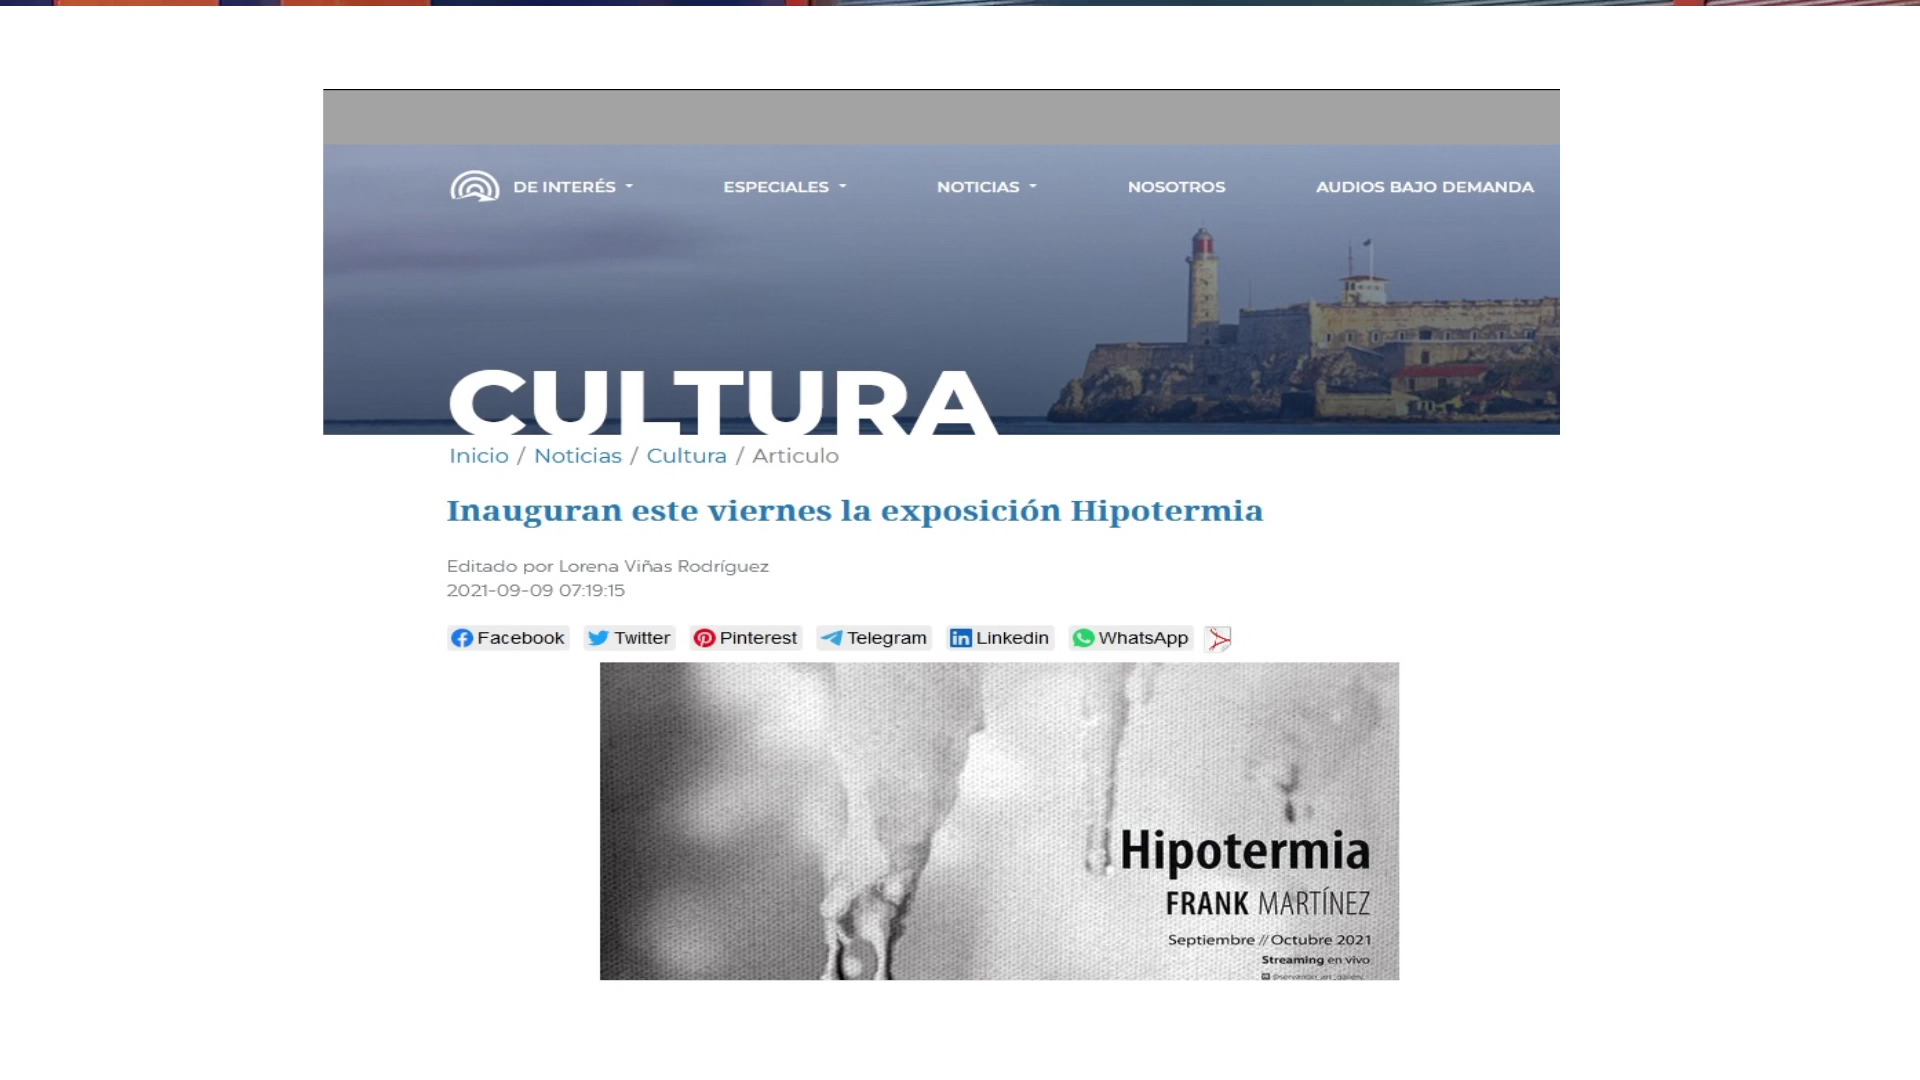 DE INTERÉS
ESPECIALES
NOTICIAS
NOSOTROS
AUDIOS BAJO DEMANDA
CULTURA
Inicio / Noticias / Cultura / Articulo
Inauguran este viernes la exposición Hipotermia
Editado por Lorena Viñas Rodríguez
2021-09-09 07:19:15
Facebook Twitter Pinterest Telegram Linkedin WhatsApp
Hipotermia
FRANK MARTÍNEZ
Septiembre // Octubre 2021
Streaming en vivo